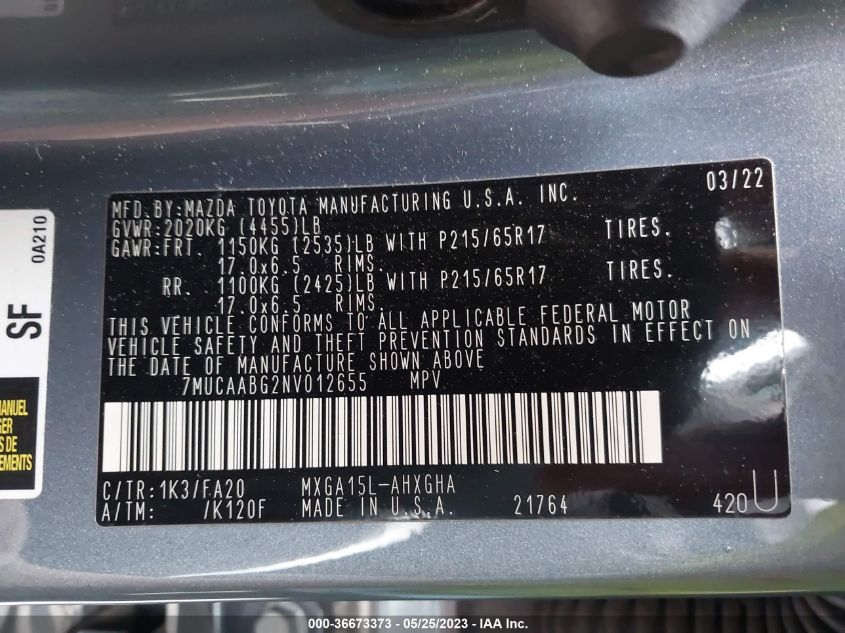 MFD.BY:MAZDA TOYOTA MANUFACTURING U.S.A. INC. 03/22
GVWR:2020KG (4455)LB
GAWR:FRT. 1150KG (2535)LB WITH P215/65R17 TIRES.
17.0x6.5 RIMS.
RR. 1100KG (2425)LB WITH P215/65R17 TIRES.
17.0x6.5 RIMS.
THIS VEHICLE CONFORMS TO ALL APPLICABLE FEDERAL MOTOR
VEHICLE SAFETY AND THEFT PREVENTION STANDARDS IN EFFECT ON
THE DATE OF MANUFACTURE SHOWN ABOVE
7MUCAABG2NV012655 MPV
C/TR:1K3/FA20 MXGA15L-AHXGHA
A/TM: /K120F MADE IN U.S.A. 21764 420U
0A210
SF
MANUEL
S DE
000-36673373 - 05/25/2023 - IAA Inc.